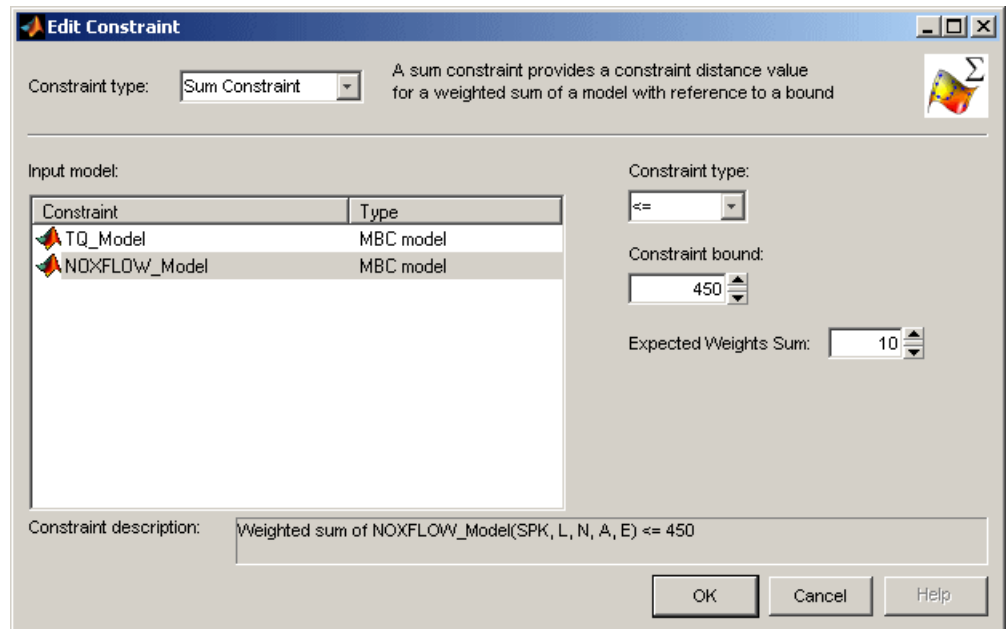 Edit Constraint
Constraint type: Sum Constraint
A sum constraint provides a constraint distance value
for a weighted sum of a model with reference to a bound
Σ
Input model:
Constraint Type
TQ_Model MBC model
NOXFLOW_Model MBC model
Constraint type:
<=
Constraint bound:
450
Expected Weights Sum: 10
Constraint description: Weighted sum of NOXFLOW_Model(SPK, L, N, A, E) <= 450
OK Cancel Help